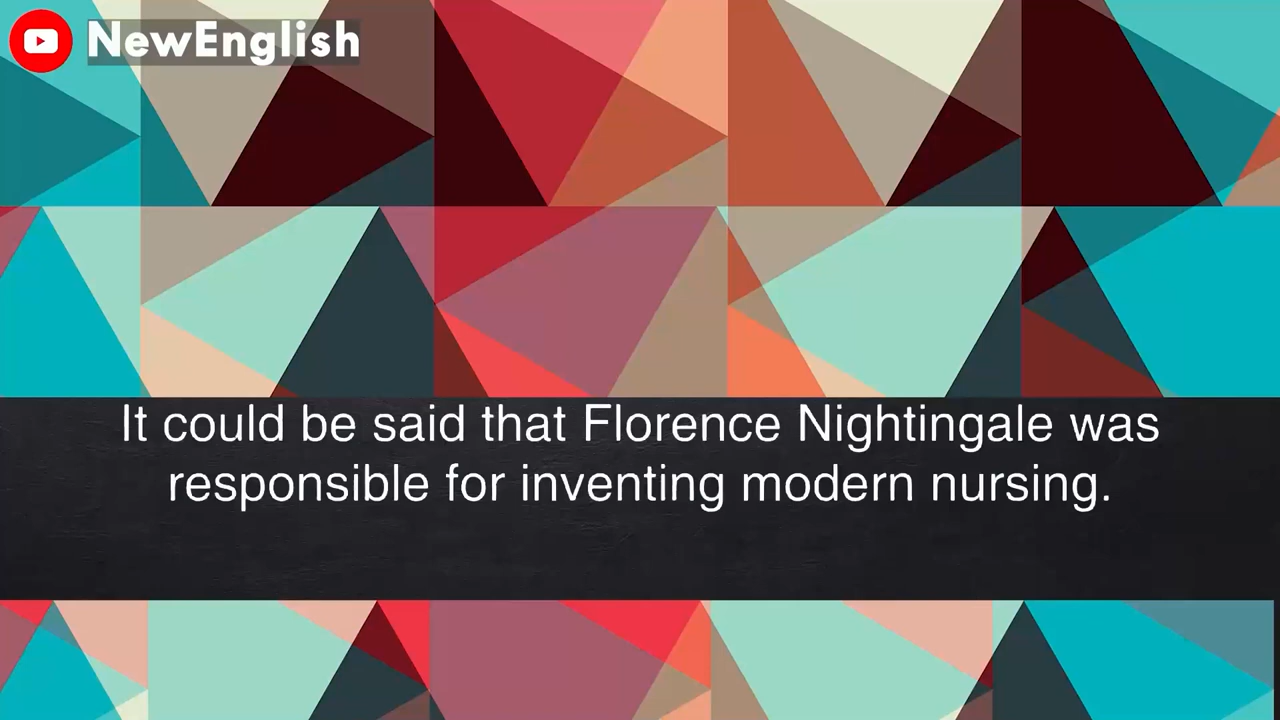 NewEnglish
It could be said that Florence Nightingale was
responsible for inventing modern nursing.